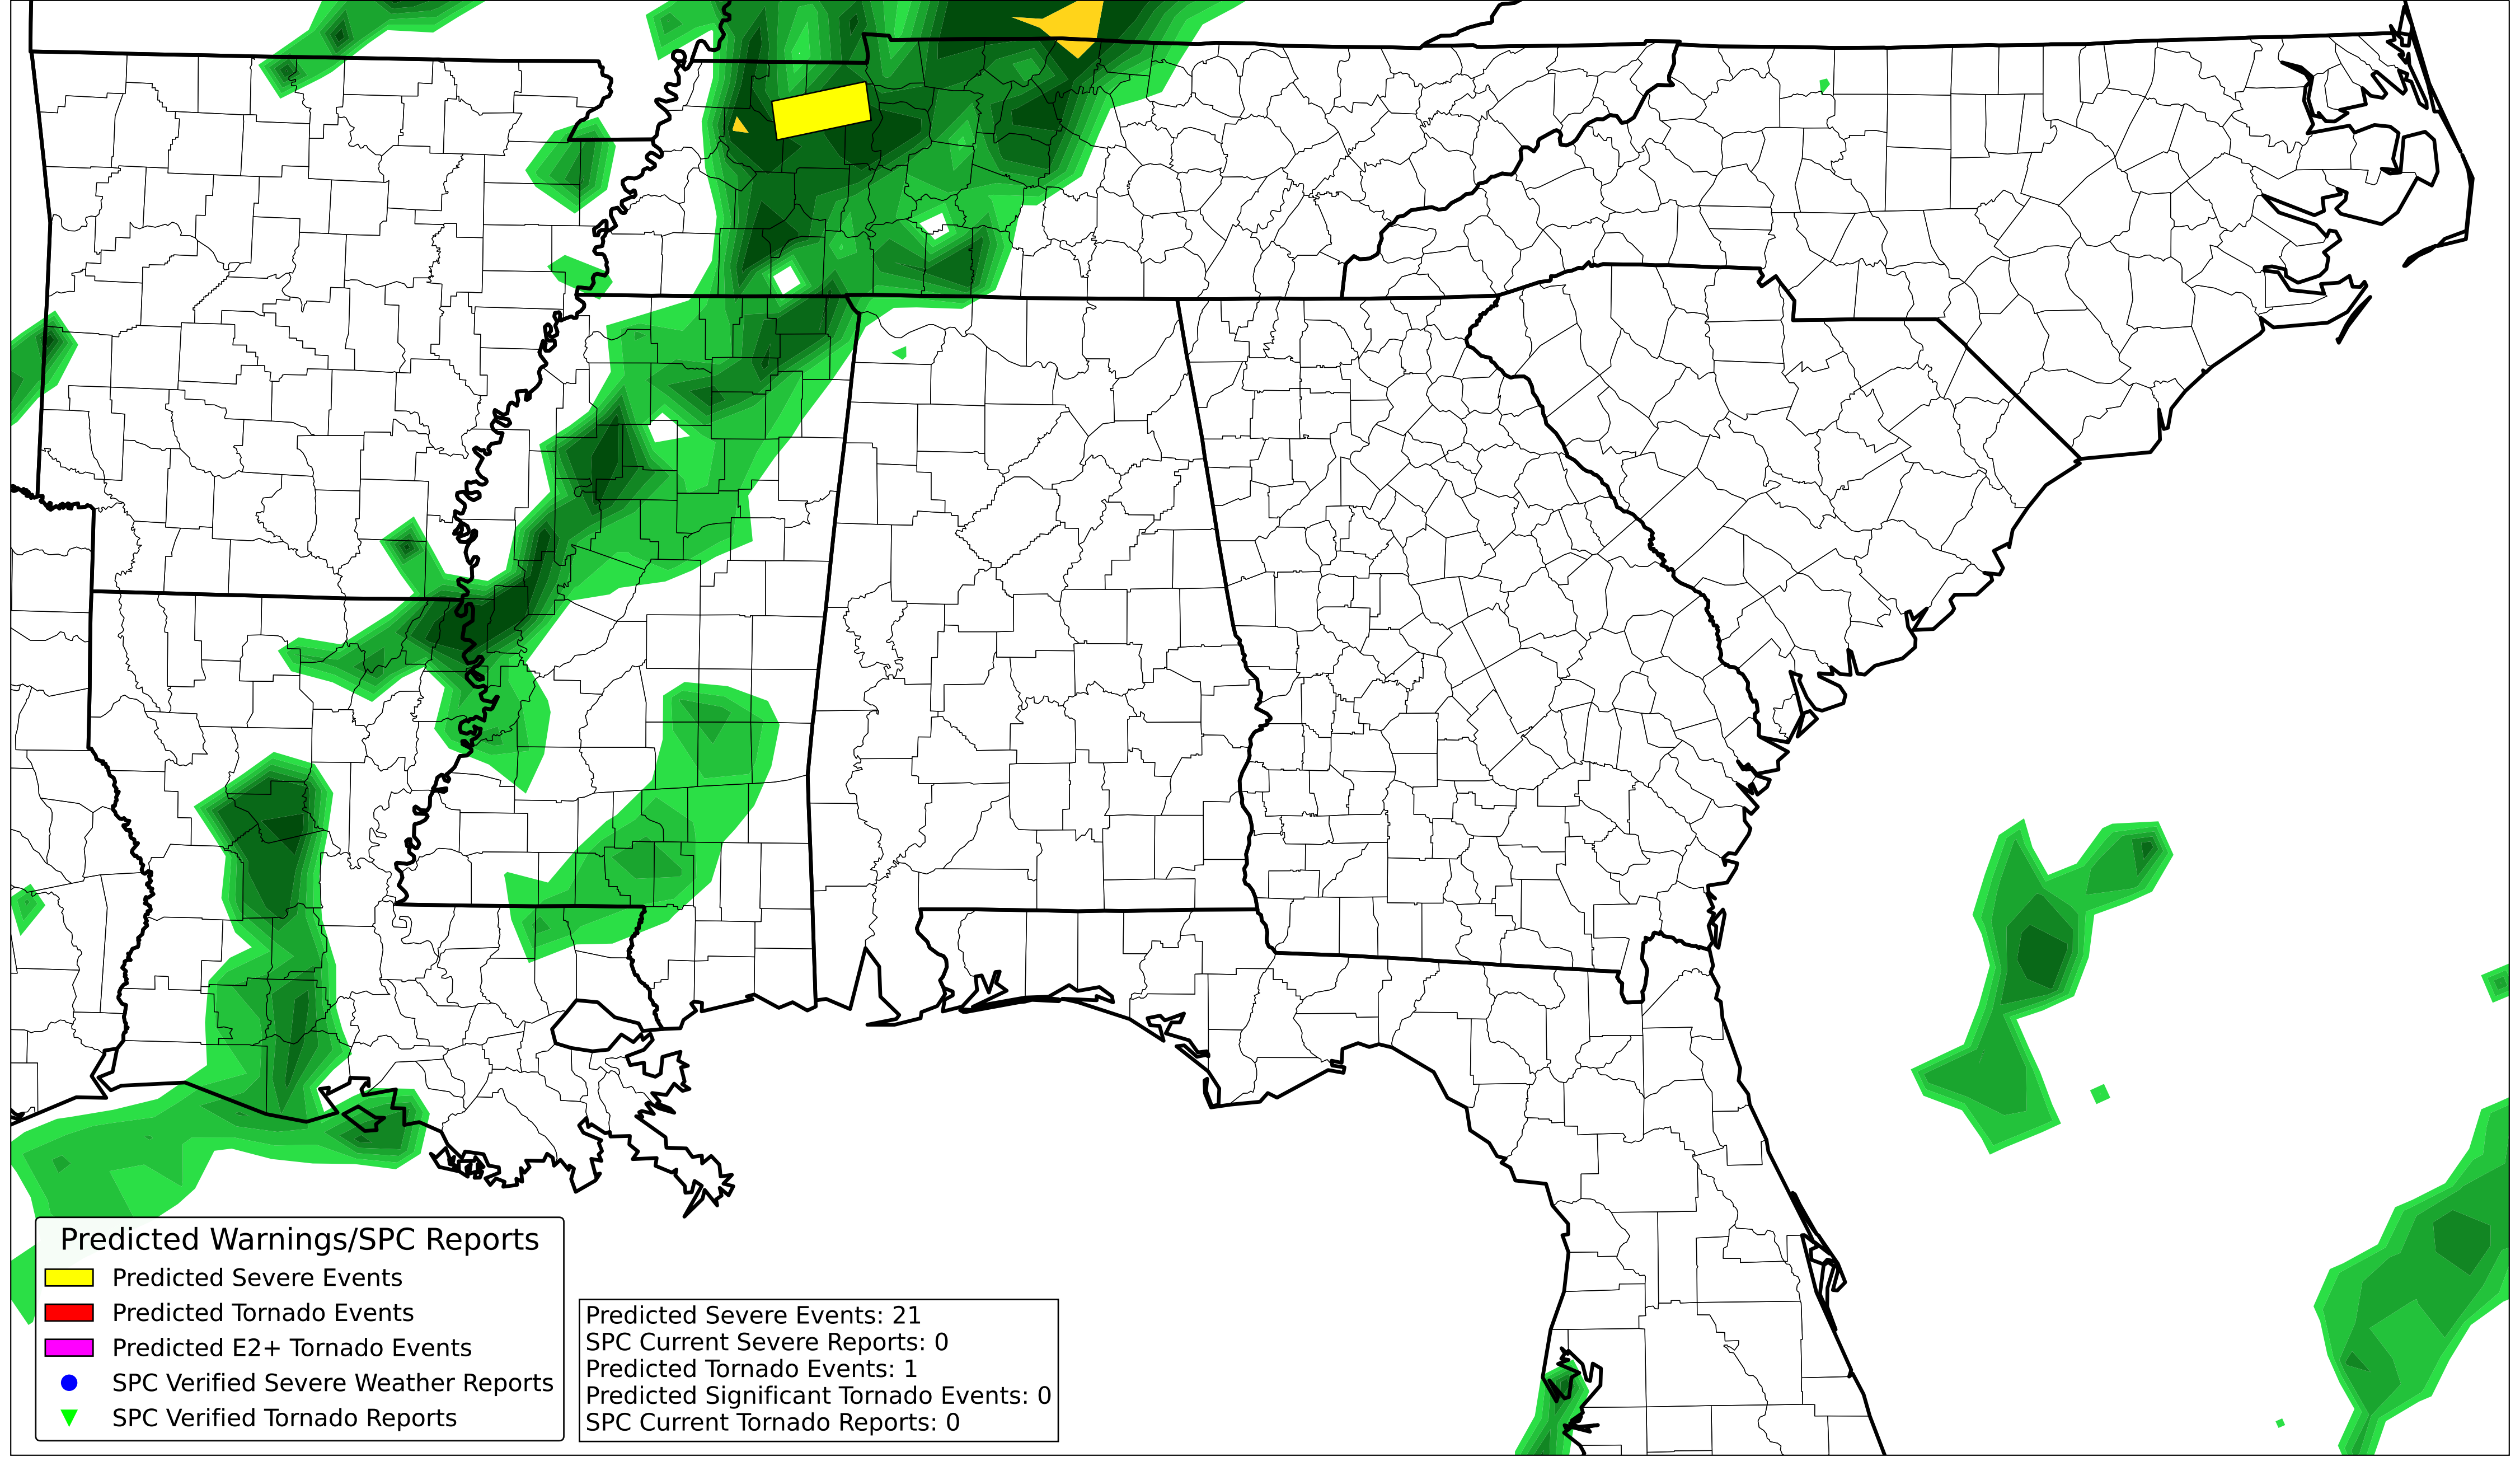 Predicted Warnings/SPC Reports
Predicted Severe Events
Predicted Tornado Events
Predicted E2+ Tornado Events
SPC Verified Severe Weather Reports
SPC Verified Tornado Reports
Predicted Severe Events: 21
SPC Current Severe Reports: 0
Predicted Tornado Events: 1
Predicted Significant Tornado Events: 0
SPC Current Tornado Reports: 0